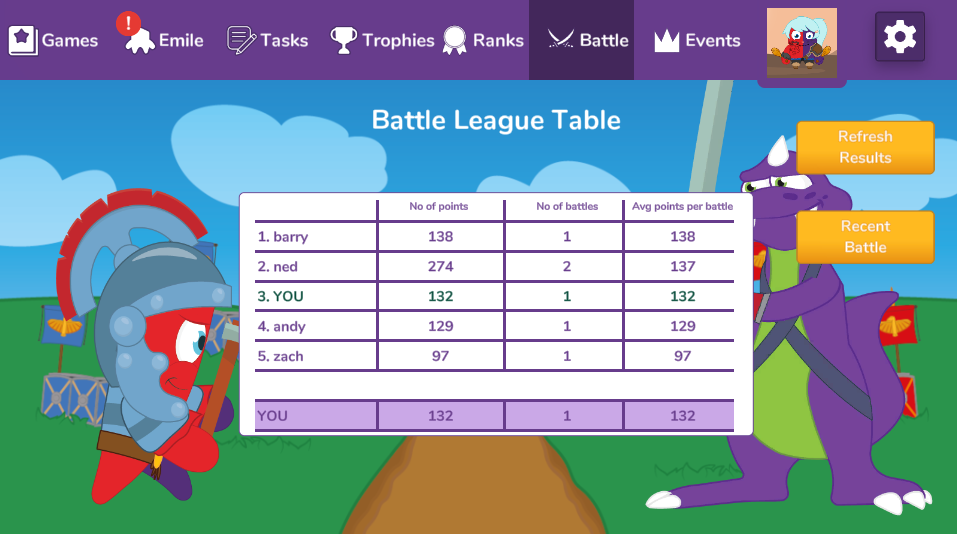 ! Games Emile Tasks Trophies Ranks Battle Events
Battle League Table
Refresh
Results
Recent
Battle
No of points No of battles Avg points per battle
1. barry 138 1 138
2. ned 274 2 137
3. YOU 132 1 132
4. andy 129 1 129
5. zach 97 1 97
YOU 132 1 132